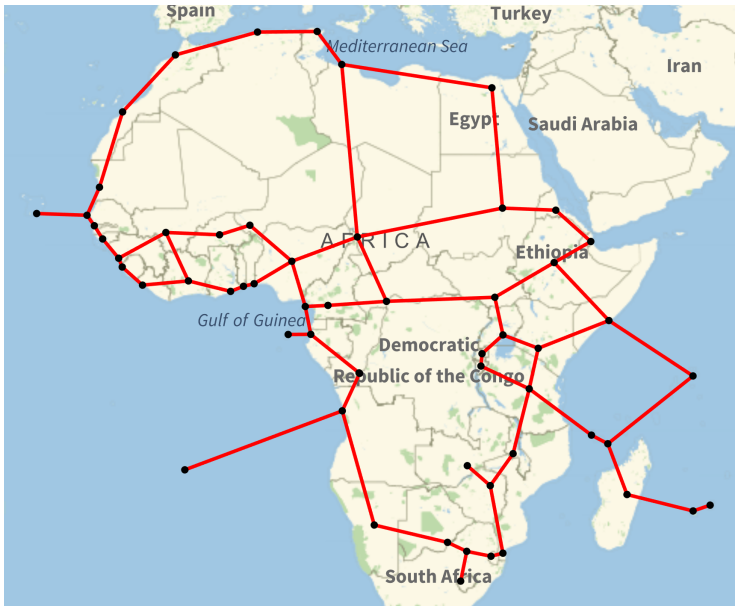 Spain
Turkey
Mediterranean Sea
Iran
Egypt
Saudi Arabia
AFRICA
Ethiopia
Gulf of Guinea
Democratic
Republic of the Congo
South Africa